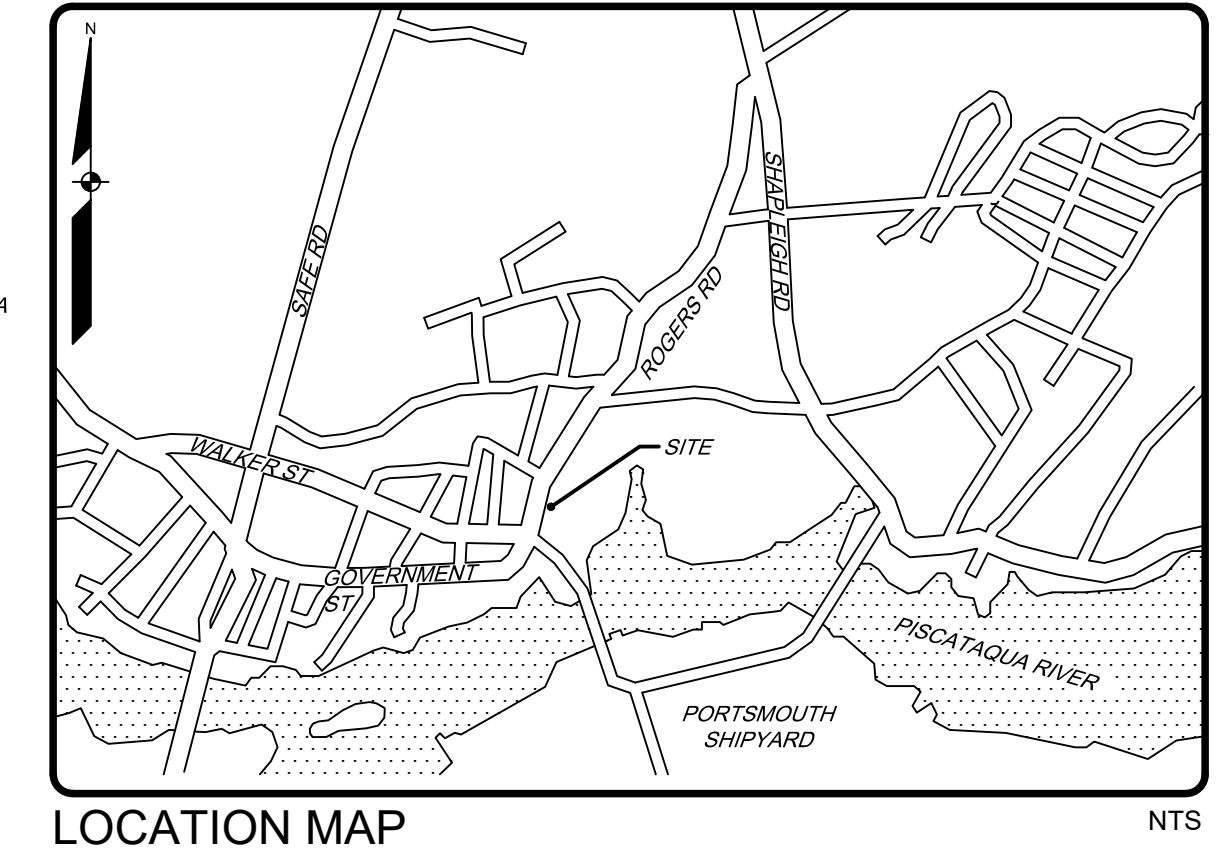 N
SAFE RD
SHAPLEIGH RD
ROGERS RD
A
WALKER ST
SITE
GOVERNMENT
ST
PISCATAQUA RIVER
PORTSMOUTH
SHIPYARD
LOCATION MAP
NTS